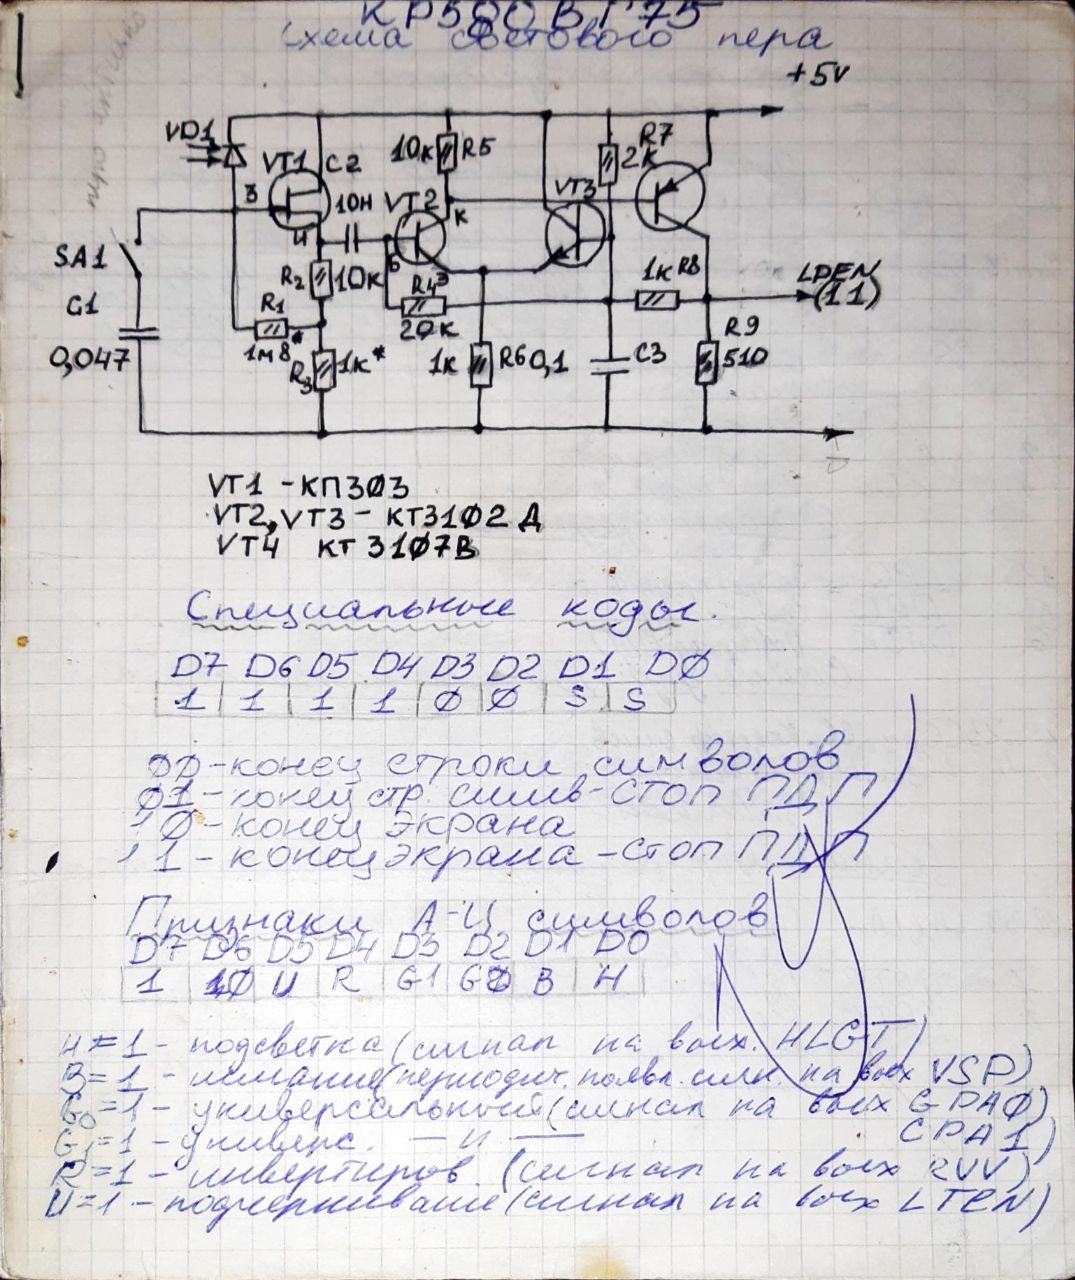 КР580ВГ75
Схема светового пера
+5V
VD1
VT1
C2
10к
R5
R7
2к
З
10н
VT2
К
VT3
И
Б
SA1
R2
10к
R4
Э
1к
R8
LPEN
(11)
G1
R1
20к
R9
0,047
1м8*
R3
1к*
1к
R6
0,1
C3
510
VT1 - КП3Ø3
VT2, VT3 - КТ31Ø2 Д
VT4 КТ 31Ø7В
Специальные коды.
D7 D6 D5 D4 D3 D2 D1 DØ
1 1 1 1 Ø Ø S S
ØØ - конец строки символов
Ø1 - конец стр. симв - стоп ПДП
1Ø - конец экрана
11 - конец экрана - стоп ПДП
Признаки А-Ц символов
D7 D6 D5 D4 D3 D2 D1 D0
1 Ø U R G1 GØ B H
H = 1 - подсветка (сигнал на вых. HLGT)
B = 1 - мигание (периодич. появл. сигн. на вых VSP)
G0 = 1 - универсальный (сигнал на вых GPAØ)
G1 = 1 - универс. — и — GPA1)
R = 1 - инвертиров. (сигнал на вых RVV)
U = 1 - подчеркивание (сигнал на вых LTEN)